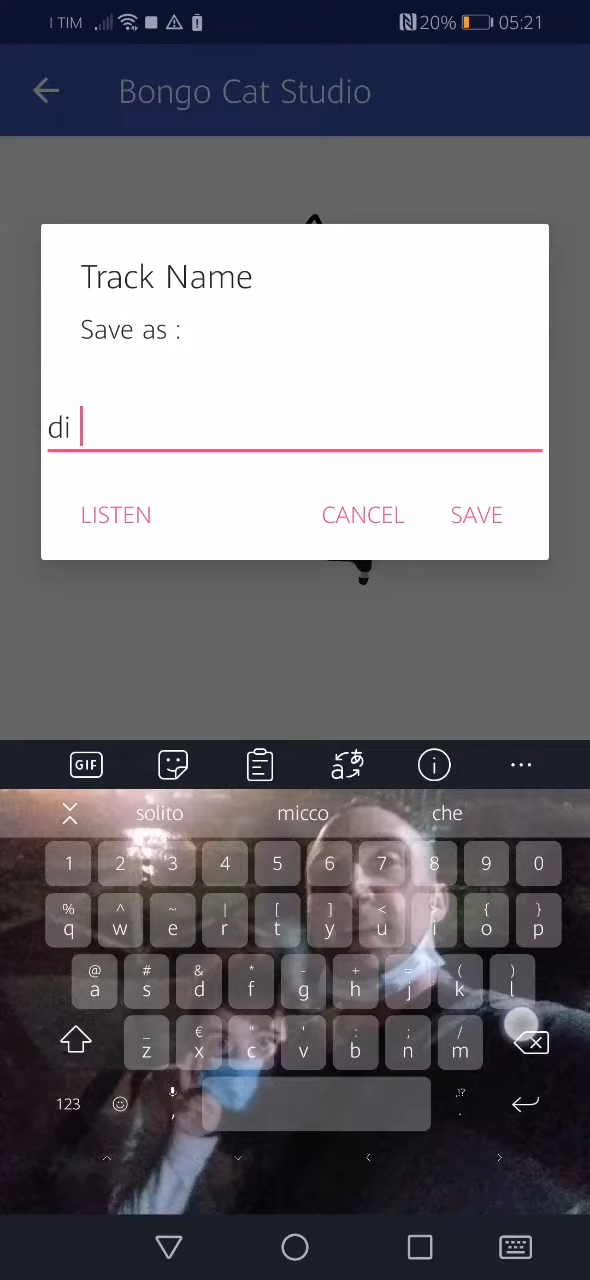 TIM 20% 05:21
Bongo Cat Studio
Track Name
Save as :
di
LISTEN CANCEL SAVE
GIF
solito micco che
1 2 3 4 5 6 7 8 9 0
% ^ ~ | [ ] < > { }
q w e r t y u i o p
@ # & * - + = ( )
a s d f g h j k l
_ € " ' : ; /
z x c v b n m
123 , ,!? .